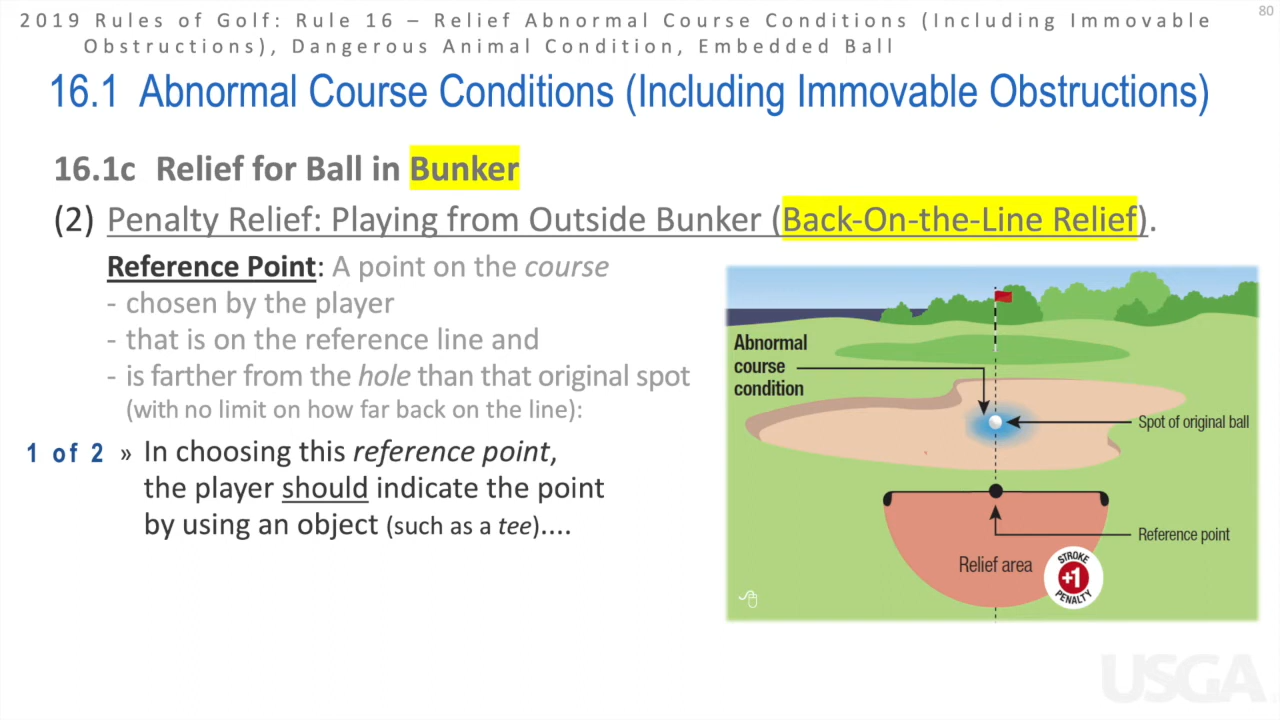 80
2019 Rules of Golf: Rule 16 – Relief Abnormal Course Conditions (Including Immovable
Obstructions), Dangerous Animal Condition, Embedded Ball
16.1 Abnormal Course Conditions (Including Immovable Obstructions)
16.1c Relief for Ball in Bunker
(2) Penalty Relief: Playing from Outside Bunker (Back-On-the-Line Relief).
Reference Point: A point on the course
- chosen by the player
- that is on the reference line and
- is farther from the hole than that original spot
(with no limit on how far back on the line):
1 of 2 » In choosing this reference point,
the player should indicate the point
by using an object (such as a tee)....
Abnormal
course
condition
Spot of original ball
Reference point
Relief area
STROKE
+1
PENALTY
USGA